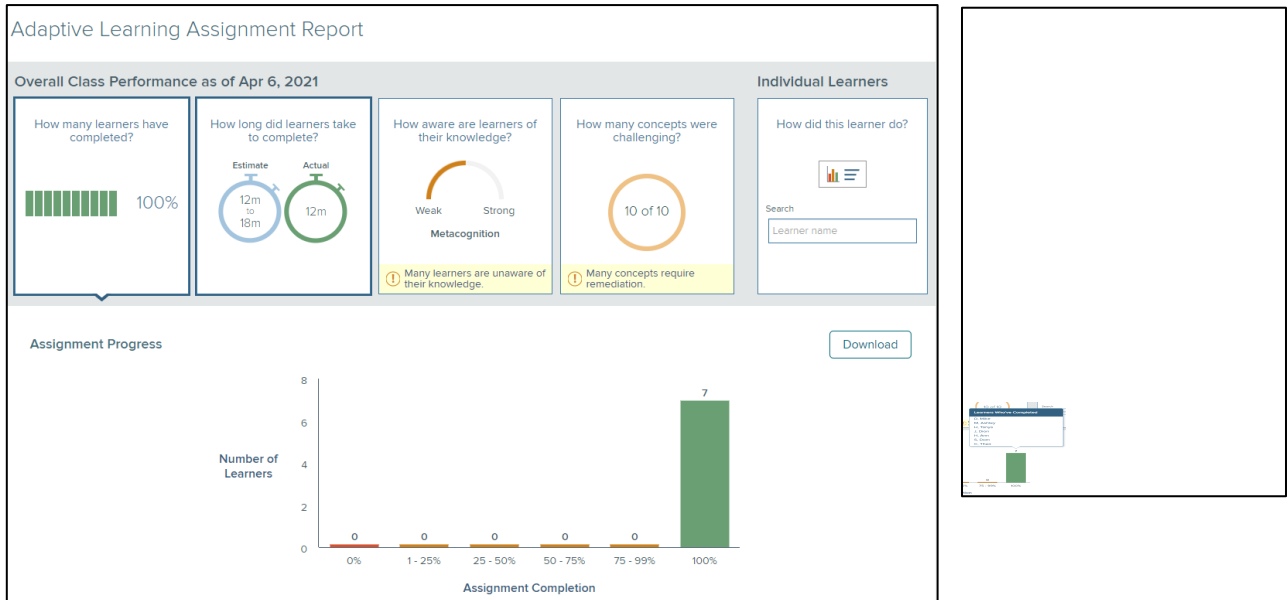 Adaptive Learning Assignment Report
Overall Class Performance as of Apr 6, 2021
Individual Learners
How many learners have
completed?
100%
How long did learners take
to complete?
Estimate
Actual
12m
to
18m
12m
How aware are learners of
their knowledge?
Weak
Strong
Metacognition
Many learners are unaware of
their knowledge.
How many concepts were
challenging?
10 of 10
Many concepts require
remediation.
How did this learner do?
Search
Learner name
Assignment Progress
Download
8
6
4
2
0
Number of
Learners
0
0
0
0
0
7
0%
1 - 25%
25 - 50%
50 - 75%
75 - 99%
100%
Assignment Completion
Learners Who've Completed